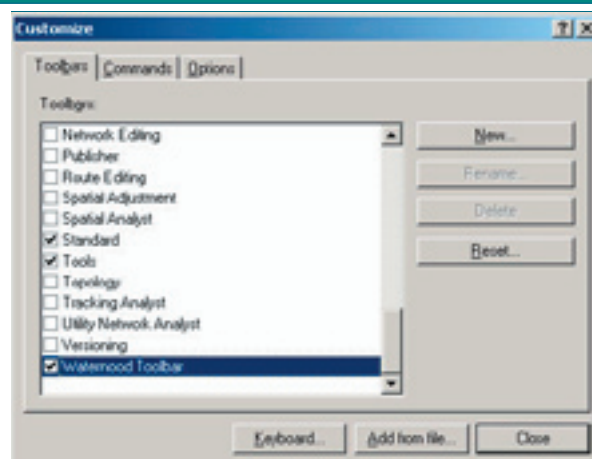 Customize
Toolbars Commands Options
Toolbars:
Network Editing
Publisher
Route Editing
Spatial Adjustment
Spatial Analyst
Standard
Tools
Topology
Tracking Analyst
Utility Network Analyst
Versioning
Waternood Toolbar
New...
Rename...
Delete
Reset...
Keyboard... Add from file... Close